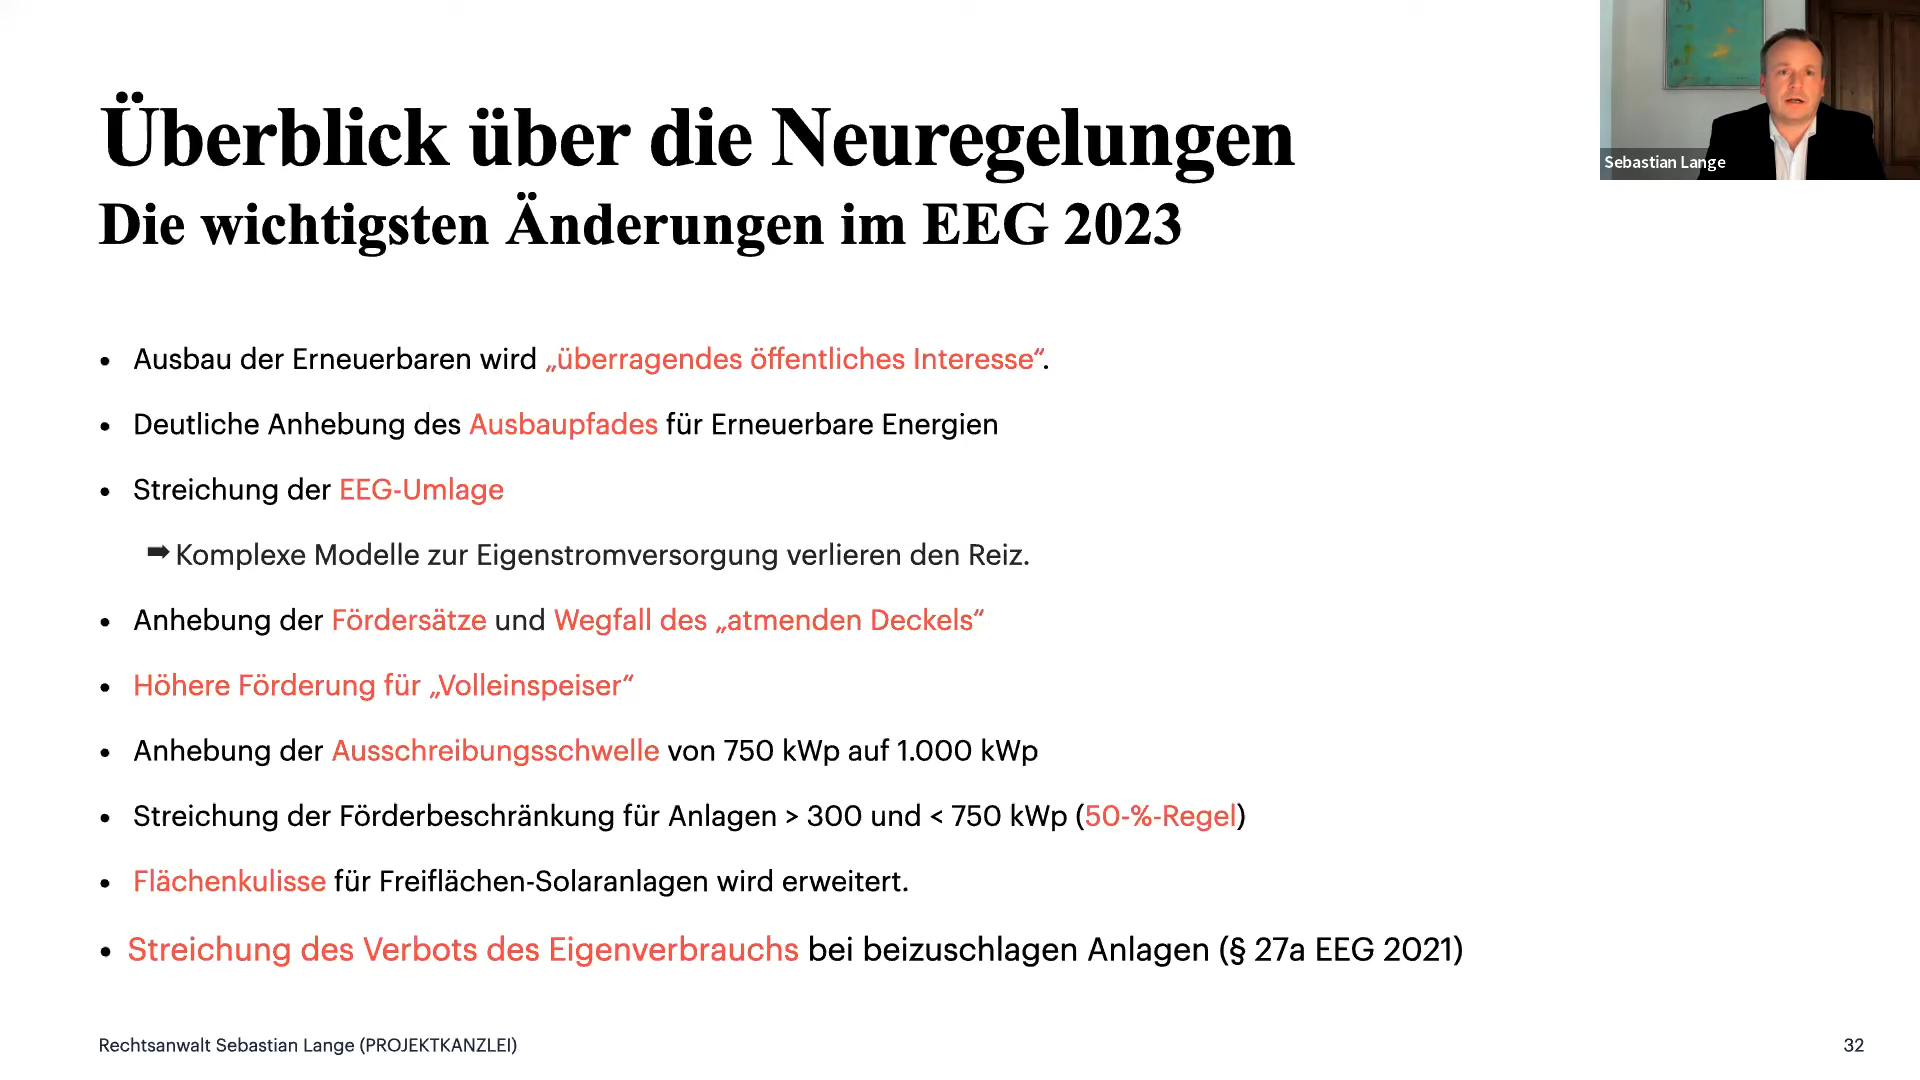 Überblick über die Neuregelungen
Die wichtigsten Änderungen im EEG 2023
Sebastian Lange
• Ausbau der Erneuerbaren wird „überragendes öffentliches Interesse“.
• Deutliche Anhebung des Ausbaupfades für Erneuerbare Energien
• Streichung der EEG-Umlage
➡ Komplexe Modelle zur Eigenstromversorgung verlieren den Reiz.
• Anhebung der Fördersätze und Wegfall des „atmenden Deckels“
• Höhere Förderung für „Volleinspeiser“
• Anhebung der Ausschreibungsschwelle von 750 kWp auf 1.000 kWp
• Streichung der Förderbeschränkung für Anlagen > 300 und < 750 kWp (50-%-Regel)
• Flächenkulisse für Freiflächen-Solaranlagen wird erweitert.
• Streichung des Verbots des Eigenverbrauchs bei beizuschlagen Anlagen (§ 27a EEG 2021)
Rechtsanwalt Sebastian Lange (PROJEKTKANZLEI)
32